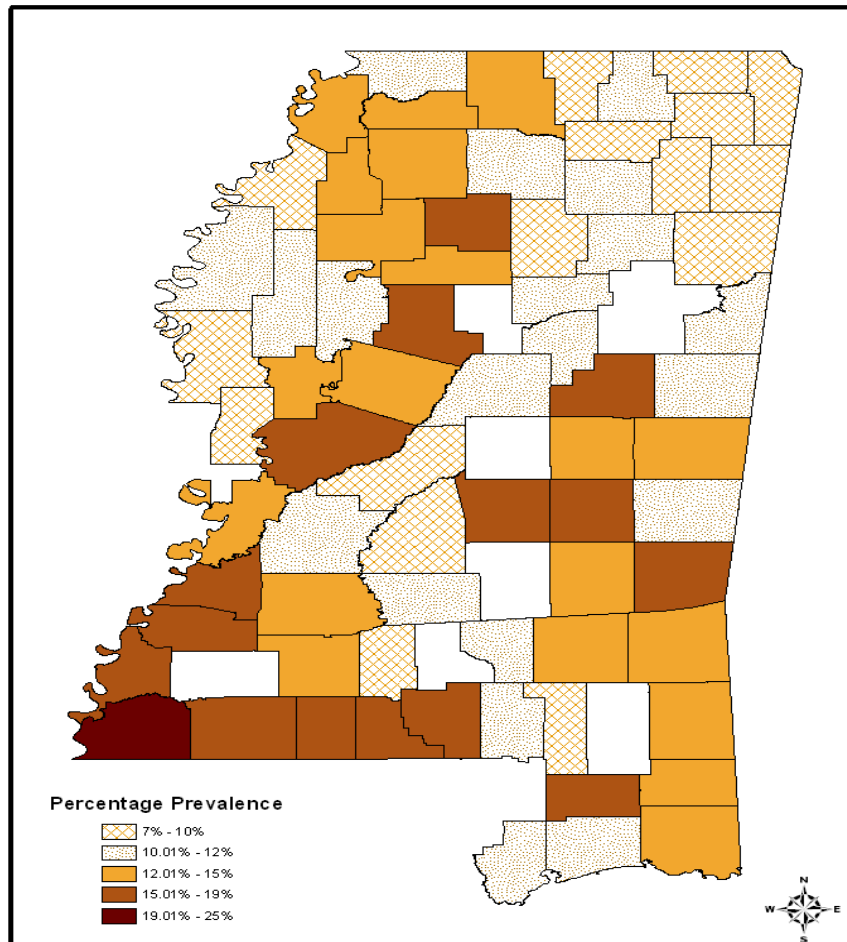 Percentage Prevalence
7% - 10%
10.01% - 12%
12.01% - 15%
15.01% - 19%
19.01% - 25%
N
W E
S